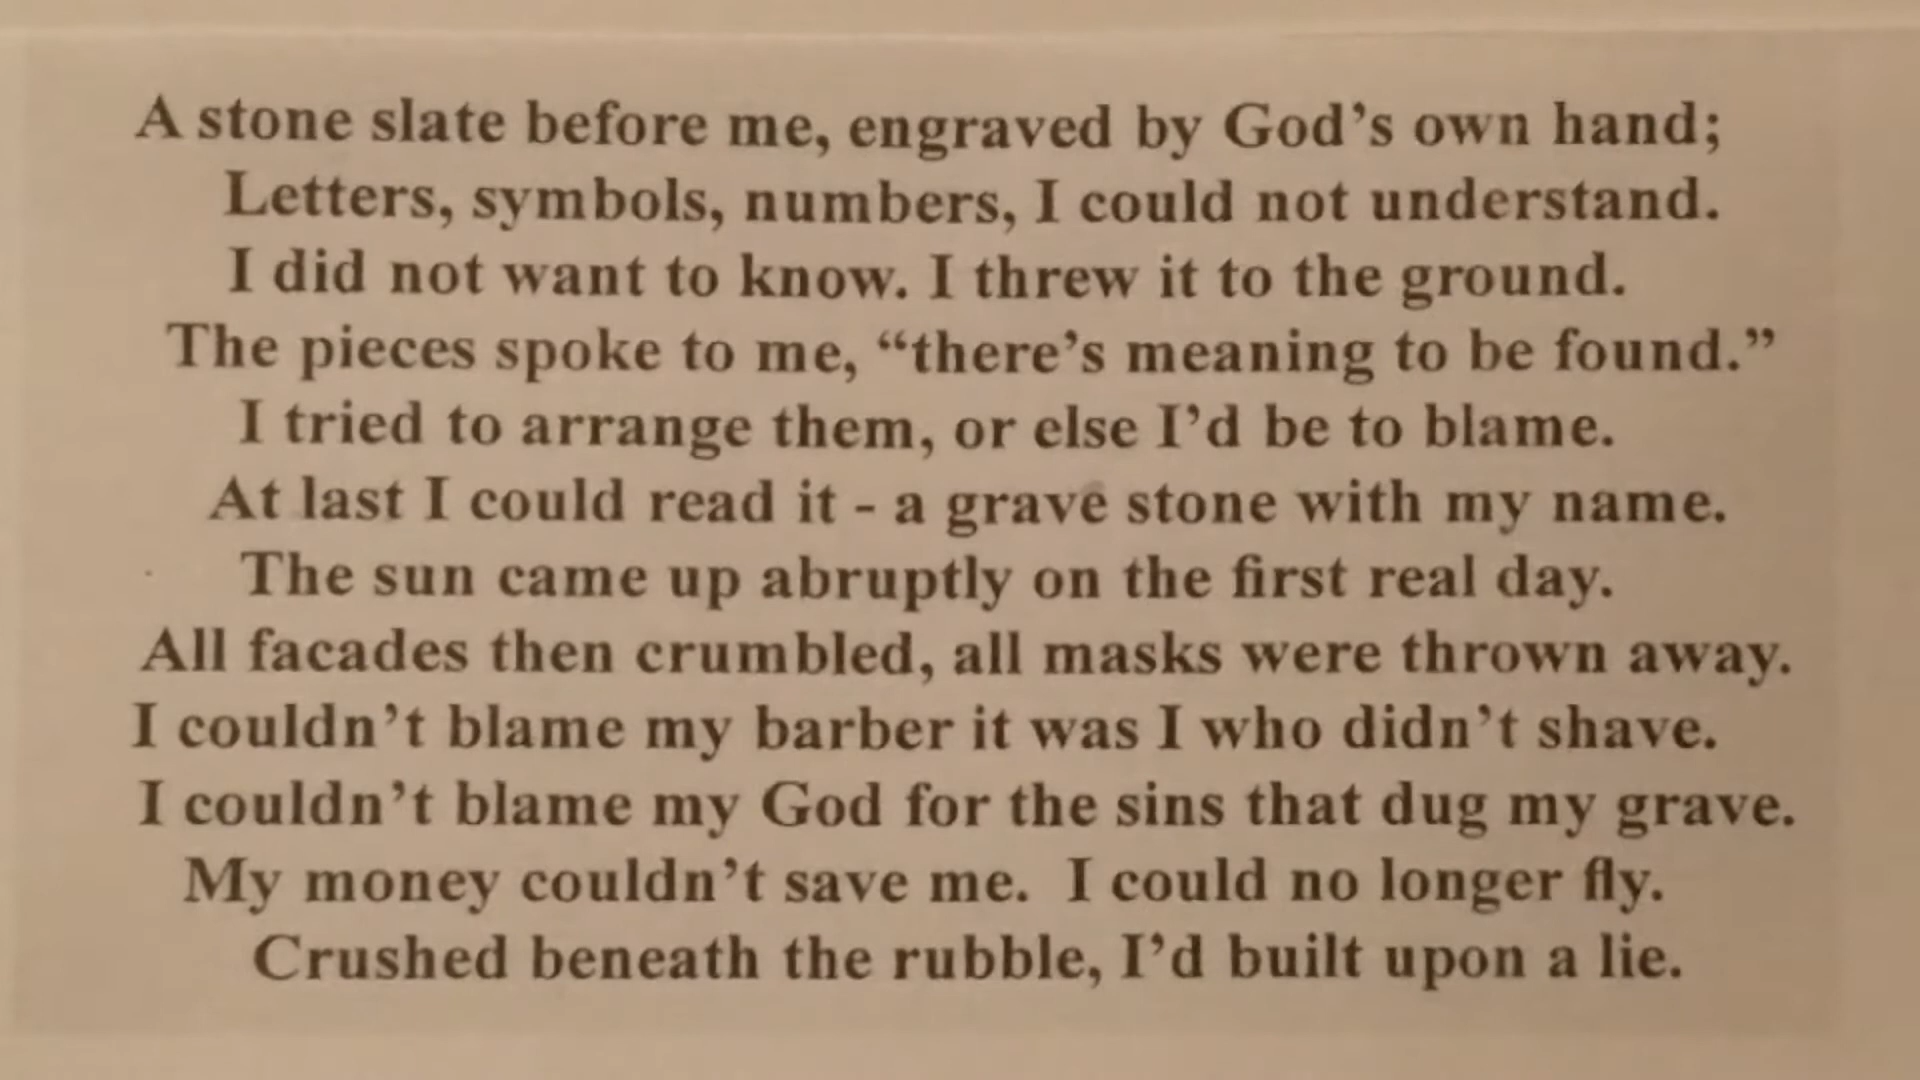 A stone slate before me, engraved by God’s own hand;
Letters, symbols, numbers, I could not understand.
I did not want to know. I threw it to the ground.
The pieces spoke to me, “there’s meaning to be found.”
I tried to arrange them, or else I’d be to blame.
At last I could read it - a grave stone with my name.
The sun came up abruptly on the first real day.
All facades then crumbled, all masks were thrown away.
I couldn’t blame my barber it was I who didn’t shave.
I couldn’t blame my God for the sins that dug my grave.
My money couldn’t save me. I could no longer fly.
Crushed beneath the rubble, I’d built upon a lie.